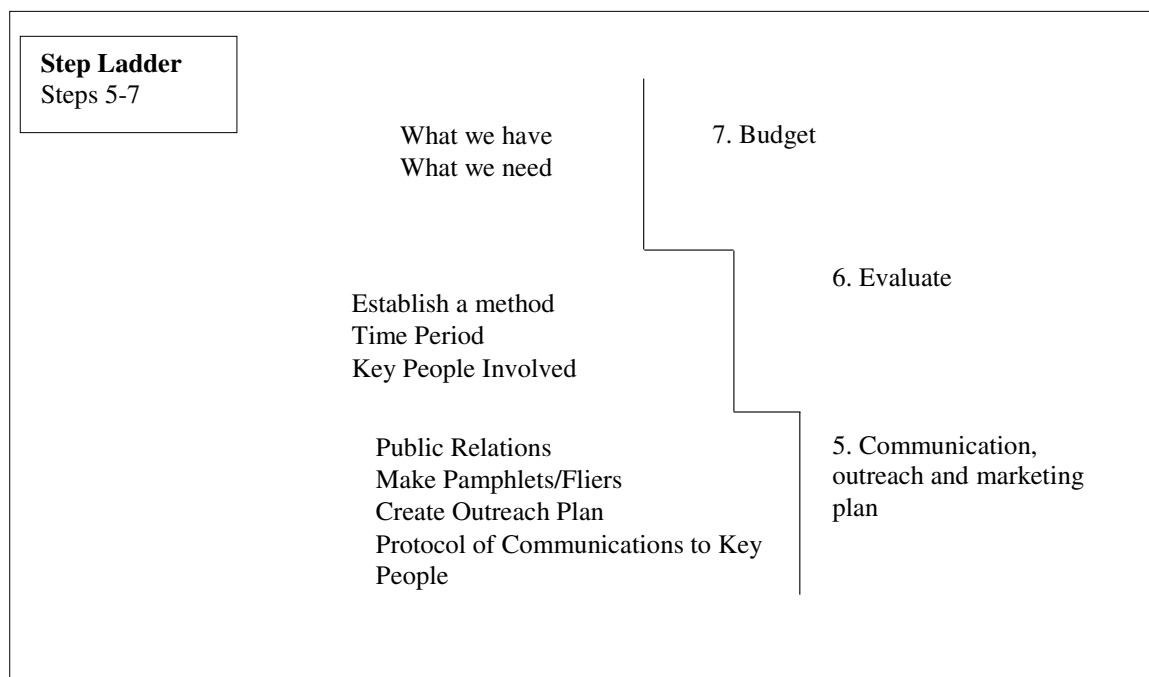 Step Ladder
Steps 5-7
What we have
What we need
7. Budget
6. Evaluate
Establish a method
Time Period
Key People Involved
Public Relations
Make Pamphlets/Fliers
Create Outreach Plan
Protocol of Communications to Key
People
5. Communication,
outreach and marketing
plan